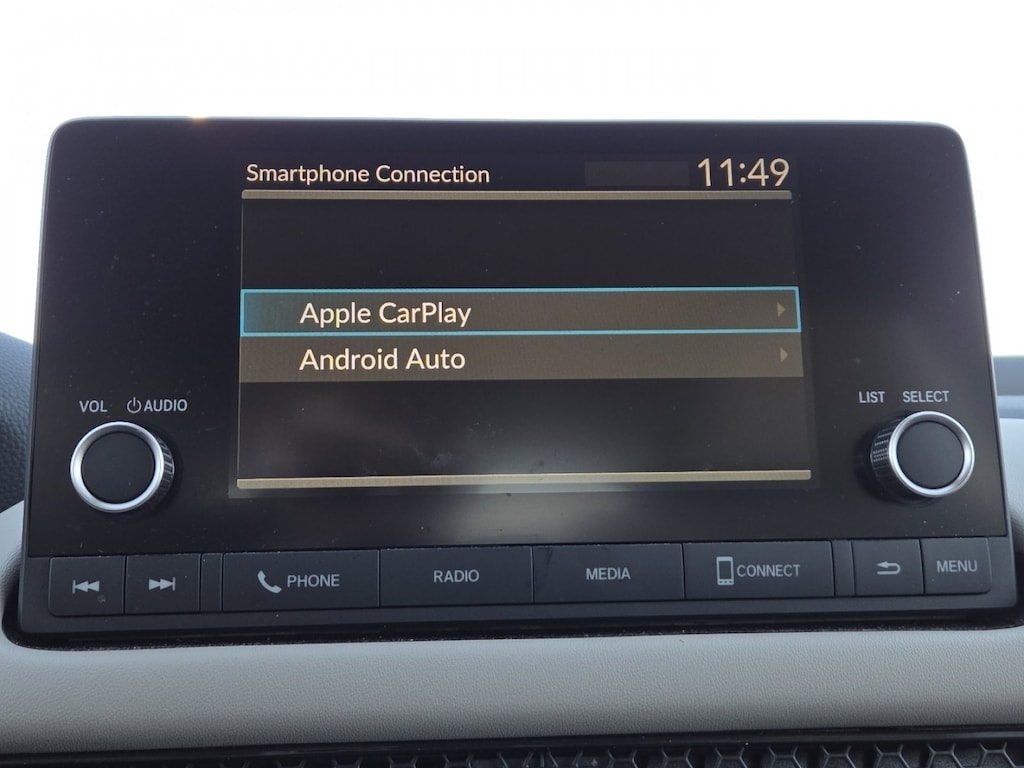 Smartphone Connection 11:49
Apple CarPlay
Android Auto
VOL AUDIO
LIST SELECT
PHONE RADIO MEDIA CONNECT MENU